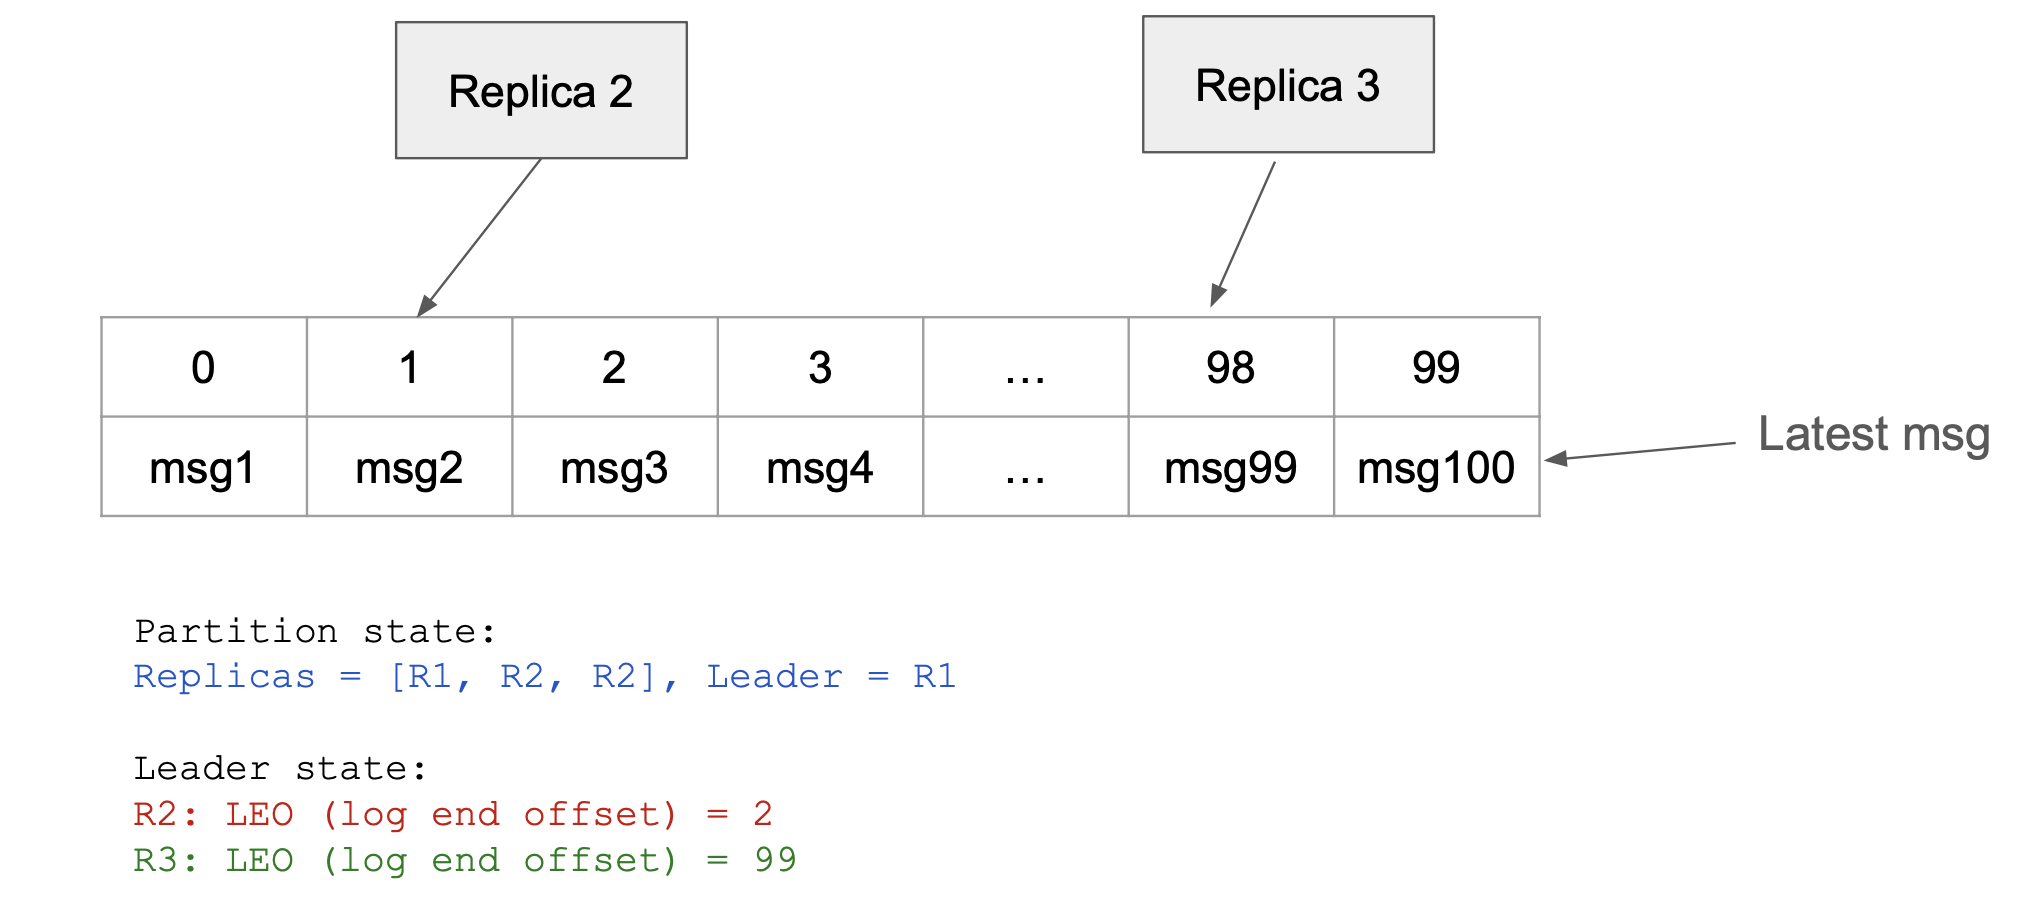 Replica 2
Replica 3
0 1 2 3 ... 98 99
msg1 msg2 msg3 msg4 ... msg99 msg100
Latest msg
Partition state:
Replicas = [R1, R2, R2], Leader = R1
Leader state:
R2: LEO (log end offset) = 2
R3: LEO (log end offset) = 99